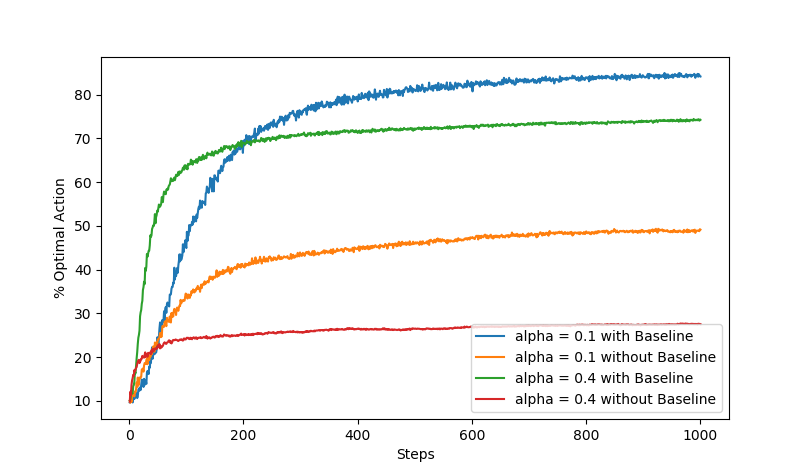 % Optimal Action
80
70
60
50
40
30
20
10
0
200
400
600
800
1000
Steps
alpha = 0.1 with Baseline
alpha = 0.1 without Baseline
alpha = 0.4 with Baseline
alpha = 0.4 without Baseline